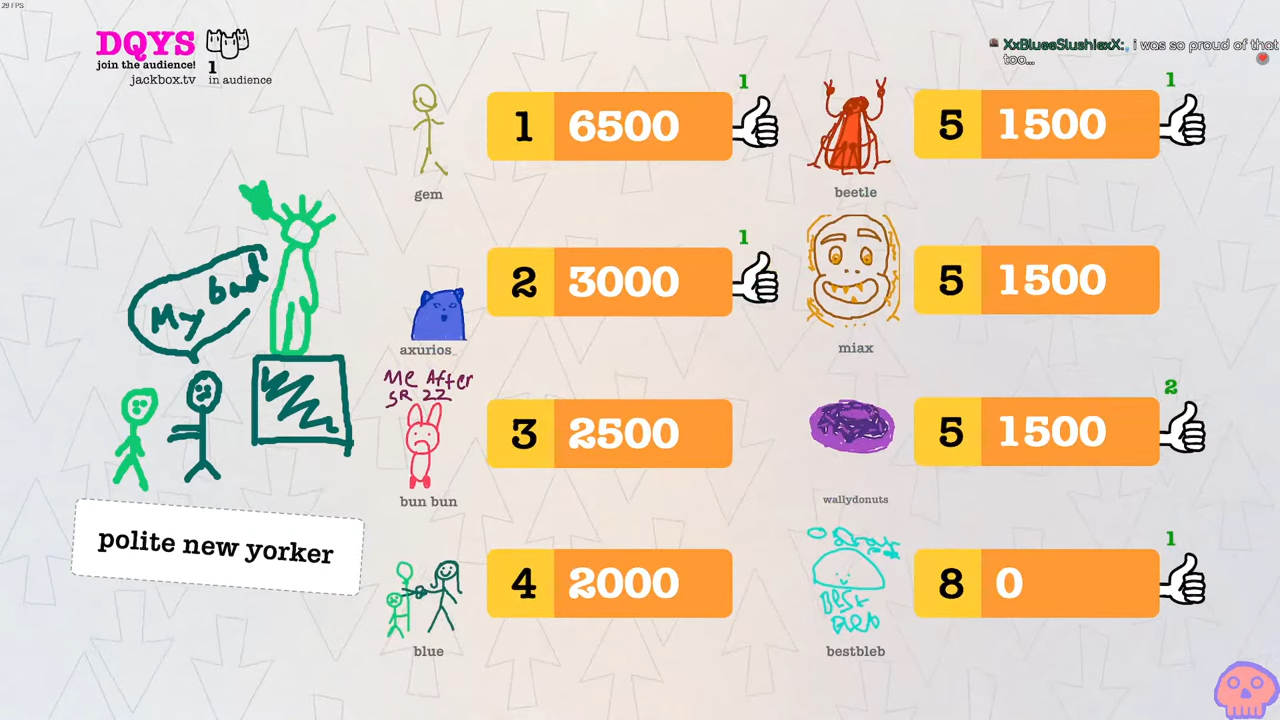 29 FPS
DQYS
join the audience!
jackbox.tv
1
in audience
XxBlueeSlushiexX: i was so proud of that
too...
My bad
polite new yorker
1 6500
1
gem
2 3000
1
axurios_
ME AFTER
SR 22
3 2500
bun bun
4 2000
blue
5 1500
1
beetle
5 1500
miax
5 1500
2
wallydonuts
8 0
1
bestbleb